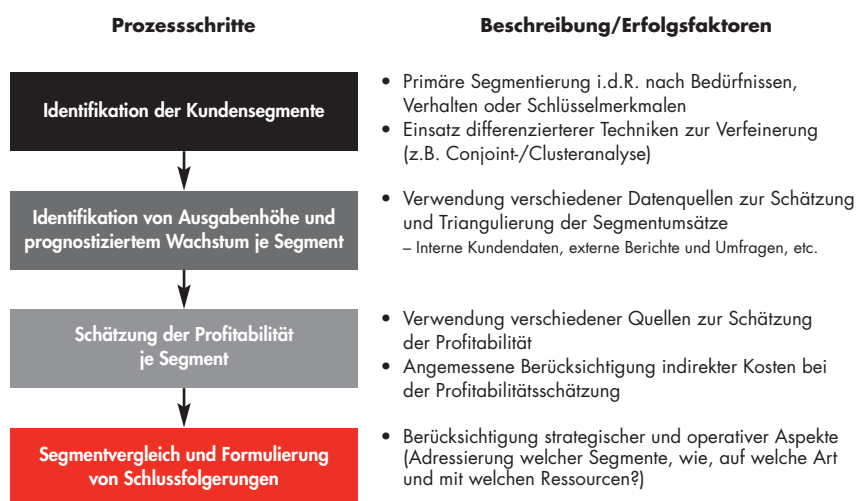 Prozessschritte
Beschreibung/Erfolgsfaktoren
Identifikation der Kundensegmente
• Primäre Segmentierung i.d.R. nach Bedürfnissen,
Verhalten oder Schlüsselmerkmalen
• Einsatz differenzierterer Techniken zur Verfeinerung
(z.B. Conjoint-/Clusteranalyse)
Identifikation von Ausgabenhöhe und
prognostiziertem Wachstum je Segment
• Verwendung verschiedener Datenquellen zur Schätzung
und Triangulierung der Segmentumsätze
– Interne Kundendaten, externe Berichte und Umfragen, etc.
Schätzung der Profitabilität
je Segment
• Verwendung verschiedener Quellen zur Schätzung
der Profitabilität
• Angemessene Berücksichtigung indirekter Kosten bei
der Profitabilitätsschätzung
Segmentvergleich und Formulierung
von Schlussfolgerungen
• Berücksichtigung strategischer und operativer Aspekte
(Adressierung welcher Segmente, wie, auf welche Art
und mit welchen Ressourcen?)